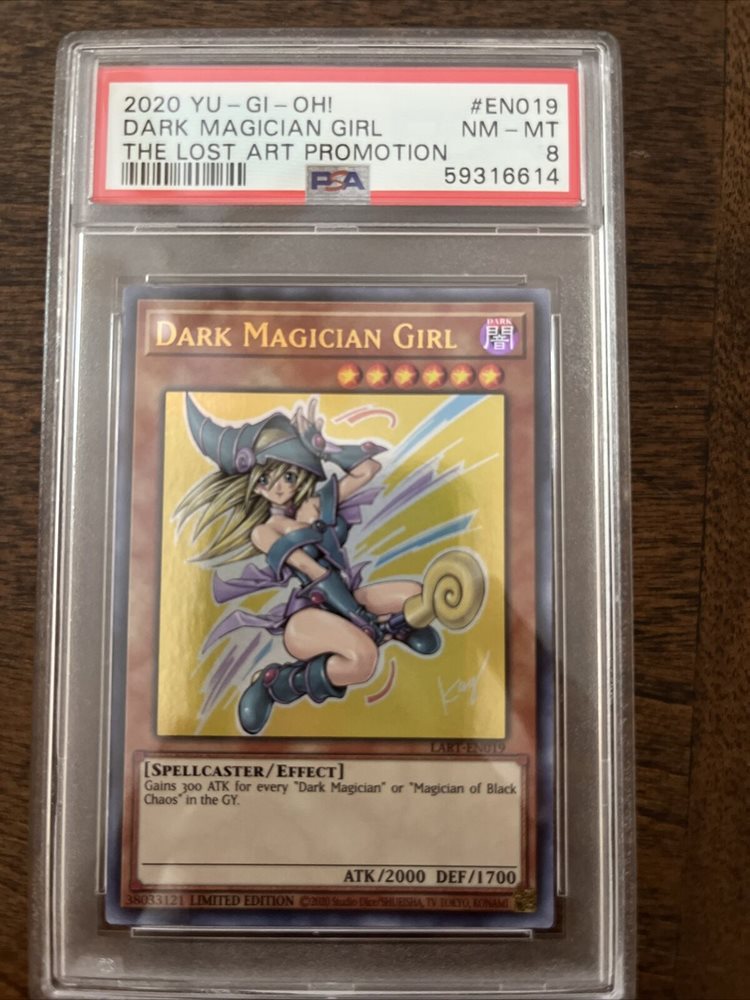 2020 YU-GI-OH! #EN019
DARK MAGICIAN GIRL NM-MT
THE LOST ART PROMOTION 8
PSA 59316614
DARK MAGICIAN GIRL
DARK
闇
LART-EN019
[SPELLCASTER/EFFECT]
Gains 300 ATK for every "Dark Magician" or "Magician of Black
Chaos" in the GY.
ATK/2000 DEF/1700
38033121 LIMITED EDITION ©2020 Studio Dice/SHUEISHA, TV TOKYO, KONAMI